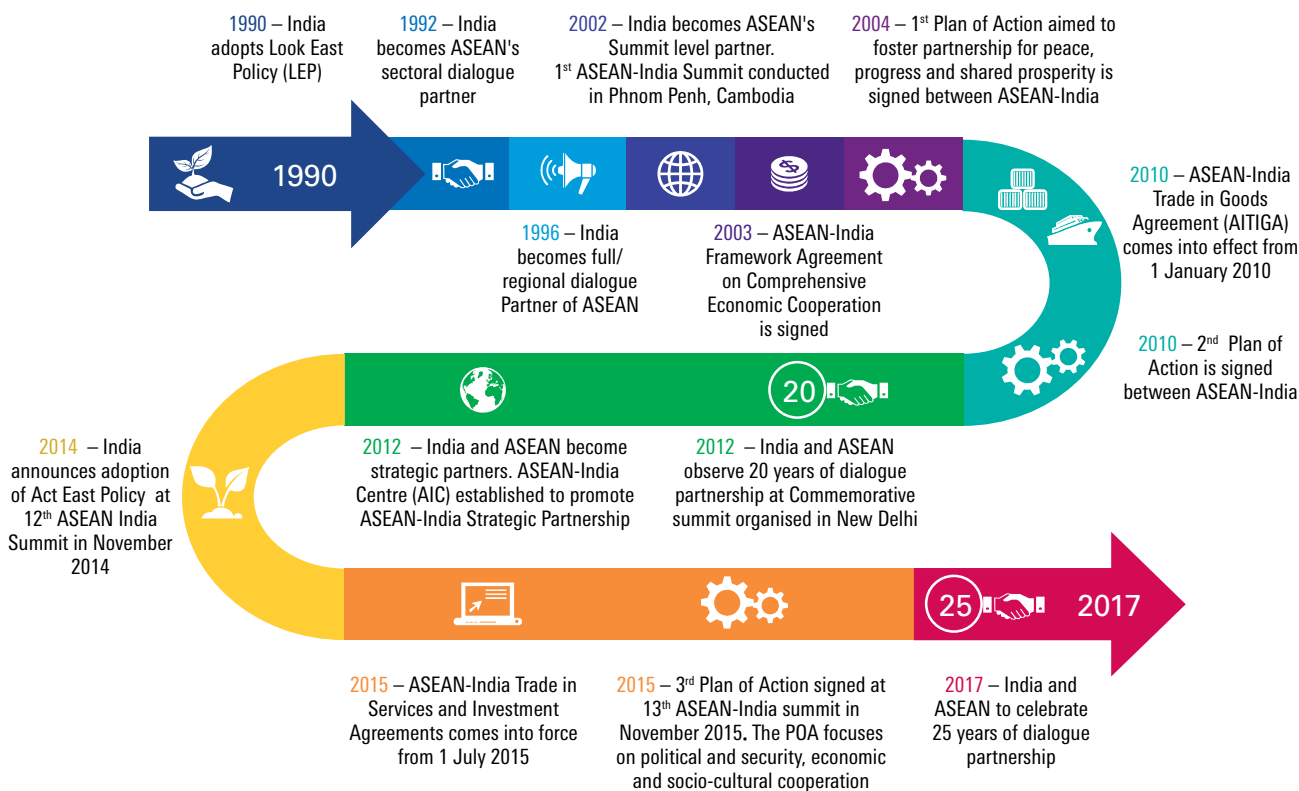 1990 – India
adopts Look East
Policy (LEP)
1992 – India
becomes ASEAN's
sectoral dialogue
partner
2002 – India becomes ASEAN's
Summit level partner.
1st ASEAN-India Summit conducted
in Phnom Penh, Cambodia
2004 – 1st Plan of Action aimed to
foster partnership for peace,
progress and shared prosperity is
signed between ASEAN-India
1990
$
1996 – India
becomes full/
regional dialogue
Partner of ASEAN
2003 – ASEAN-India
Framework Agreement
on Comprehensive
Economic Cooperation
is signed
2010 – ASEAN-India
Trade in Goods
Agreement (AITIGA)
comes into effect from
1 January 2010
2010 – 2nd Plan of
Action is signed
between ASEAN-India
20
2012 – India and ASEAN become
strategic partners. ASEAN-India
Centre (AIC) established to promote
ASEAN-India Strategic Partnership
2012 – India and ASEAN
observe 20 years of dialogue
partnership at Commemorative
summit organised in New Delhi
2014 – India
announces adoption
of Act East Policy at
12th ASEAN India
Summit in November
2014
25
2017
2015 – ASEAN-India Trade in
Services and Investment
Agreements comes into force
from 1 July 2015
2015 – 3rd Plan of Action signed at
13th ASEAN-India summit in
November 2015. The POA focuses
on political and security, economic
and socio-cultural cooperation
2017 – India and
ASEAN to celebrate
25 years of dialogue
partnership